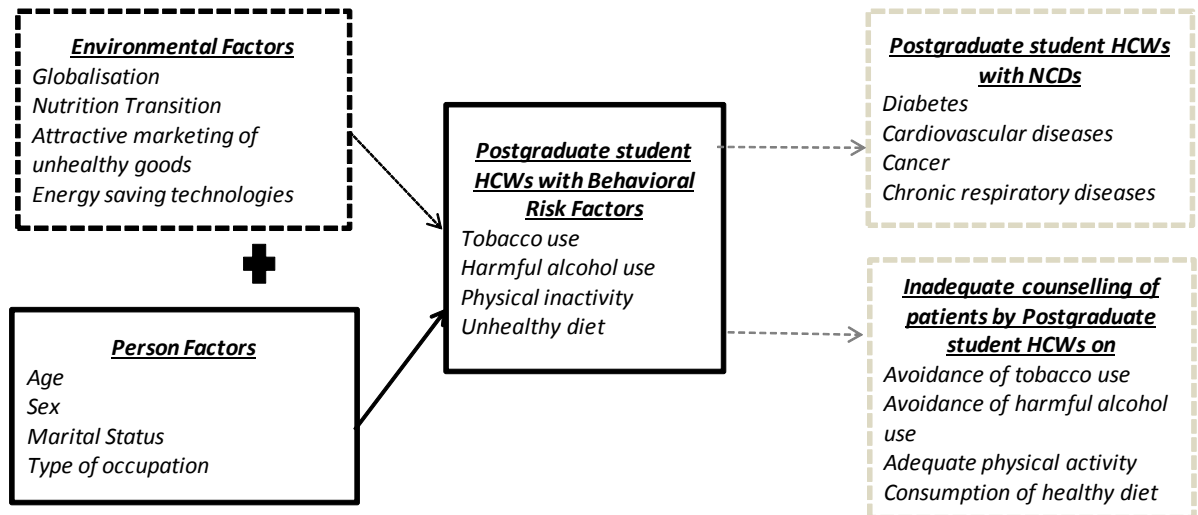 Environmental Factors
Globalisation
Nutrition Transition
Attractive marketing of
unhealthy goods
Energy saving technologies
Person Factors
Age
Sex
Marital Status
Type of occupation
Postgraduate student
HCWs with Behavioral
Risk Factors
Tobacco use
Harmful alcohol use
Physical inactivity
Unhealthy diet
Postgraduate student HCWs
with NCDs
Diabetes
Cardiovascular diseases
Cancer
Chronic respiratory diseases
Inadequate counselling of
patients by Postgraduate
student HCWs on
Avoidance of tobacco use
Avoidance of harmful alcohol
use
Adequate physical activity
Consumption of healthy diet